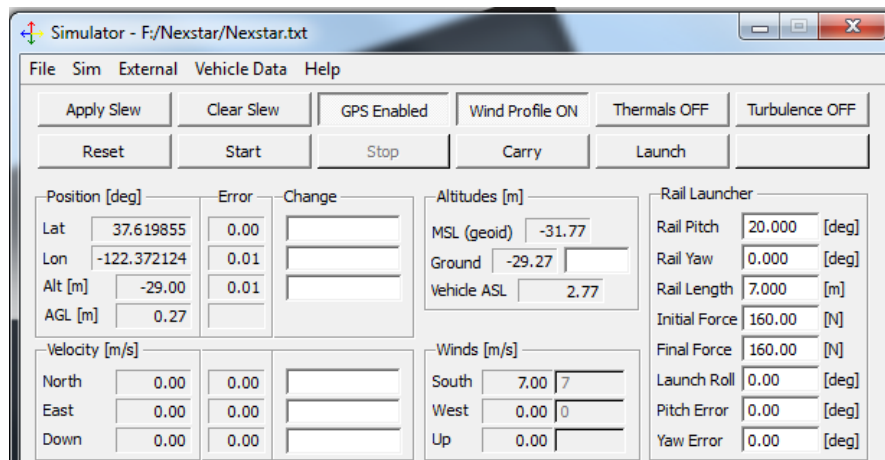 Simulator - F:/Nexstar/Nexstar.txt
File Sim External Vehicle Data Help
Apply Slew Clear Slew GPS Enabled Wind Profile ON Thermals OFF Turbulence OFF
Reset Start Stop Carry Launch
Position [deg] Error Change
Lat 37.619855 0.00
Lon -122.372124 0.01
Alt [m] -29.00 0.01
AGL [m] 0.27
Altitudes [m]
MSL (geoid) -31.77
Ground -29.27
Vehicle ASL 2.77
Rail Launcher
Rail Pitch 20.000 [deg]
Rail Yaw 0.000 [deg]
Rail Length 7.000 [m]
Initial Force 160.00 [N]
Final Force 160.00 [N]
Launch Roll 0.00 [deg]
Pitch Error 0.00 [deg]
Yaw Error 0.00 [deg]
Velocity [m/s]
North 0.00 0.00
East 0.00 0.00
Down 0.00 0.00
Winds [m/s]
South 7.00 7
West 0.00 0
Up 0.00